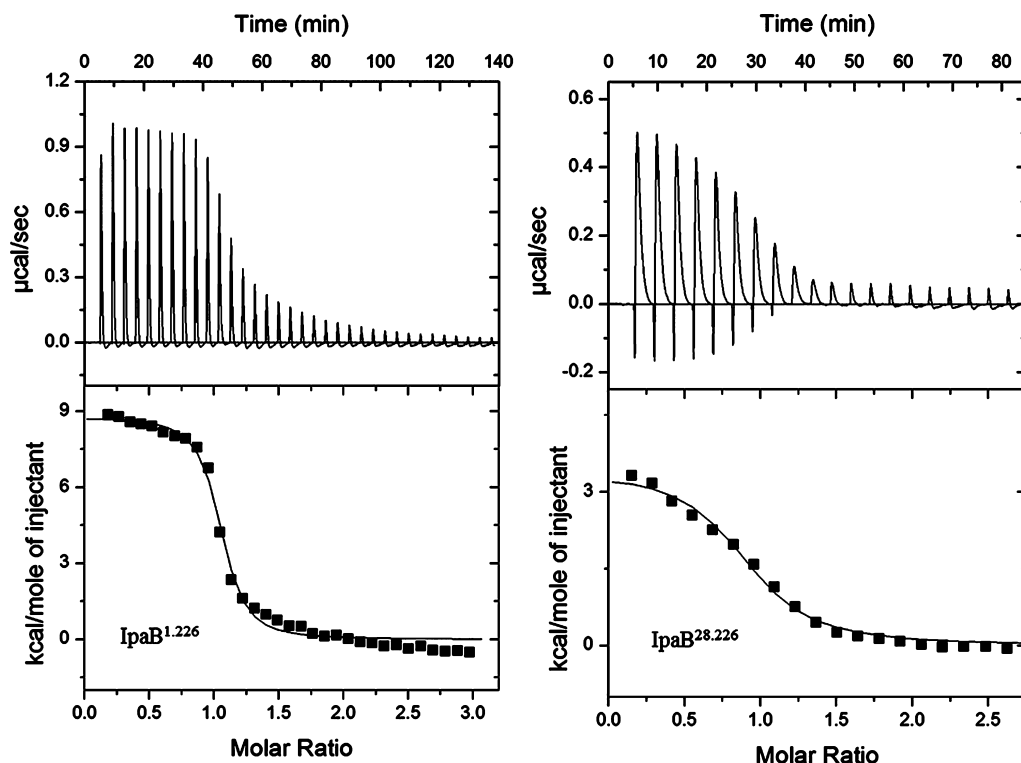 Time (min)
0 20 40 60 80 100 120 140
1.2
0.9
0.6
0.3
0.0
µcal/sec
9
6
3
0
kcal/mole of injectant
IpaB1.226
0.0 0.5 1.0 1.5 2.0 2.5 3.0
Molar Ratio
Time (min)
0 10 20 30 40 50 60 70 80
0.6
0.4
0.2
0.0
-0.2
µcal/sec
3
0
kcal/mole of injectant
IpaB28.226
0.0 0.5 1.0 1.5 2.0 2.5
Molar Ratio